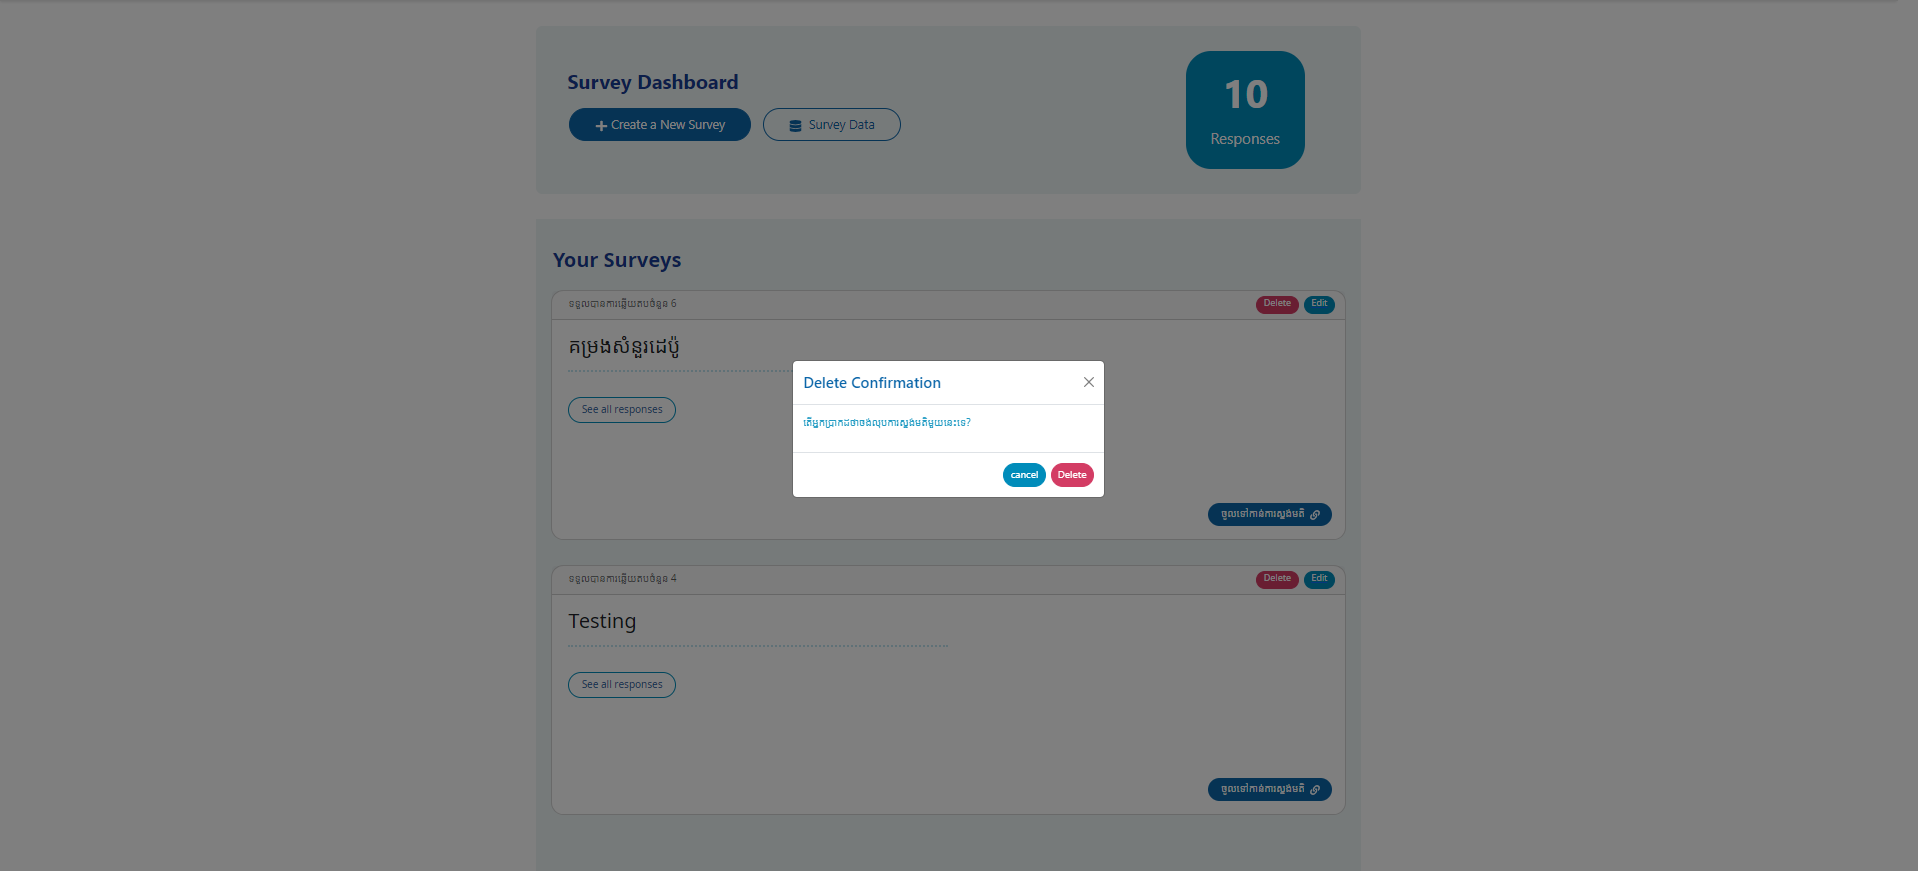 Survey Dashboard
Create a New Survey
Survey Data
10
Responses
Your Surveys
ទទួលបានការឆ្លើយតបចំនួន 6
Delete
Edit
គម្រងសំនួរដេប៉ូ
See all responses
ចូលទៅកាន់ការស្ទង់មតិ
Delete Confirmation
តើអ្នកប្រាកដថាចង់លុបការស្ទង់មតិមួយនេះទេ?
cancel
Delete
ទទួលបានការឆ្លើយតបចំនួន 4
Delete
Edit
Testing
See all responses
ចូលទៅកាន់ការស្ទង់មតិ